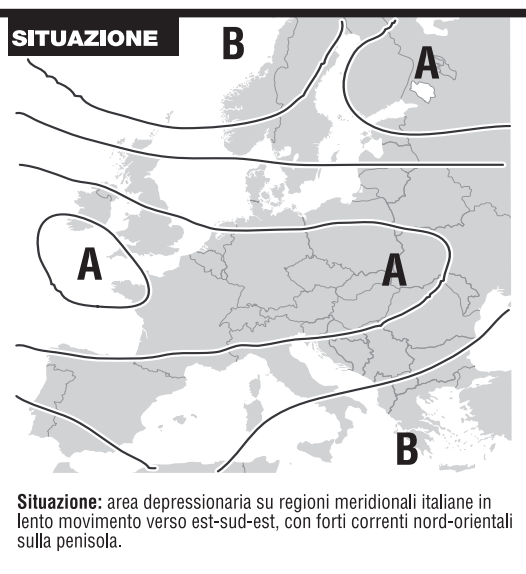 SITUAZIONE
B
A
A
A
B
Situazione: area depressionaria su regioni meridionali italiane in
lento movimento verso est-sud-est, con forti correnti nord-orientali
sulla penisola.